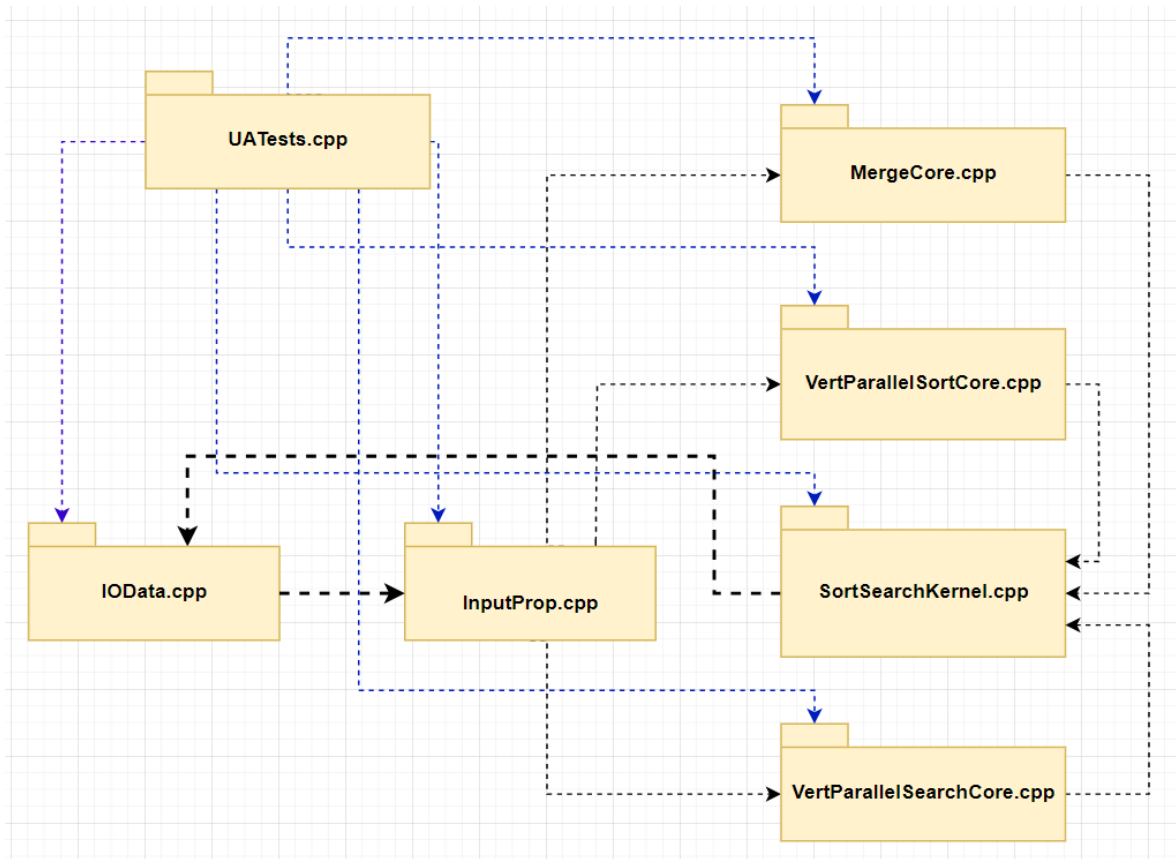 UATests.cpp
MergeCore.cpp
VertParallelSortCore.cpp
IOData.cpp
InputProp.cpp
SortSearchKernel.cpp
VertParallelSearchCore.cpp